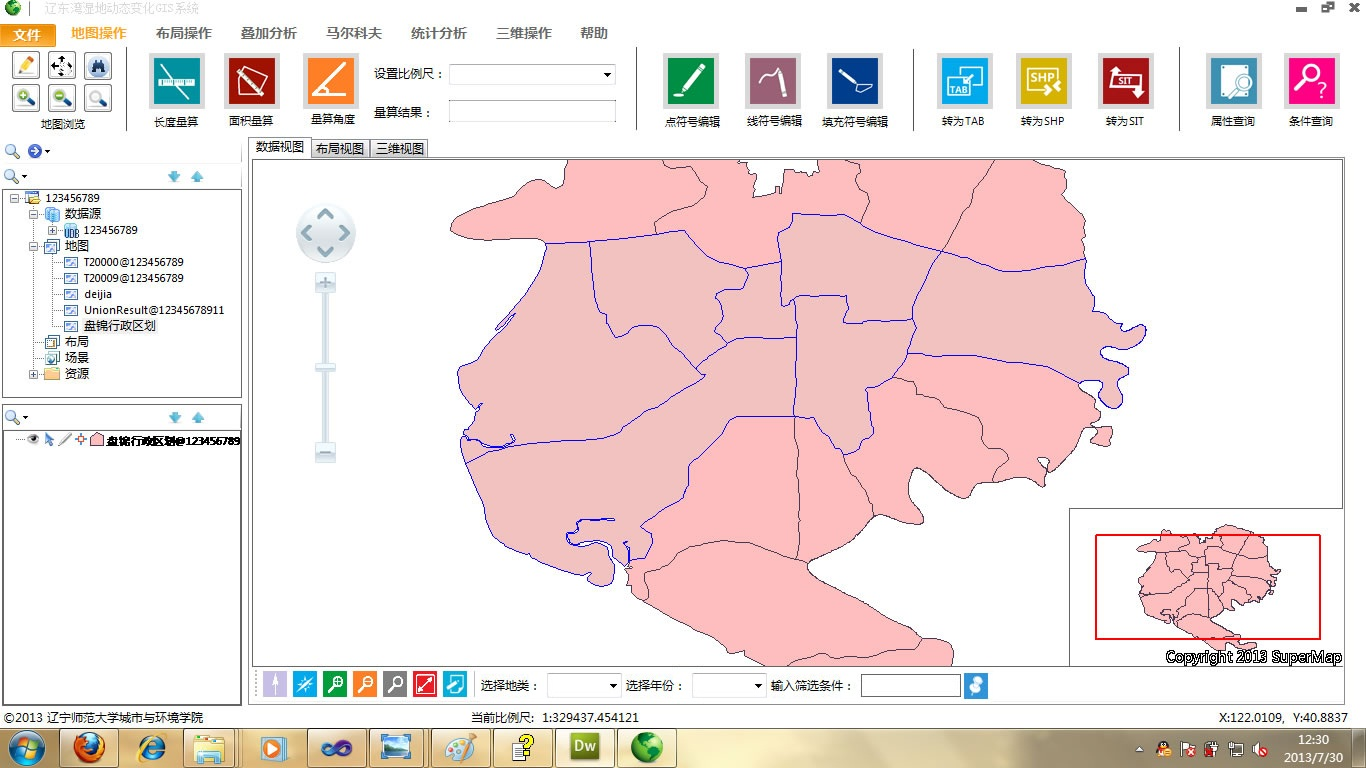 辽东湾湿地动态变化GIS系统
文件 地图操作 布局操作 叠加分析 马尔科夫 统计分析 三维操作 帮助
设置比例尺：
量算结果：
地图浏览 长度量算 面积量算 量算角度 点符号编辑 线符号编辑 填充符号编辑 转为TAB 转为SHP 转为SIT 属性查询 条件查询
TAB SHP SIT
数据视图 布局视图 三维视图
123456789
数据源
UDB 123456789
地图
T20000@123456789
T20009@123456789
deijia
UnionResult@12345678911
盘锦行政区划
布局
场景
资源
盘锦行政区划@123456789
Copyright 2013 SuperMap
选择地类： 选择年份： 输入筛选条件：
©2013 辽宁师范大学城市与环境学院 当前比例尺： 1:329437.454121 X:122.0109, Y:40.8837
Dw
12:30
2013/7/30